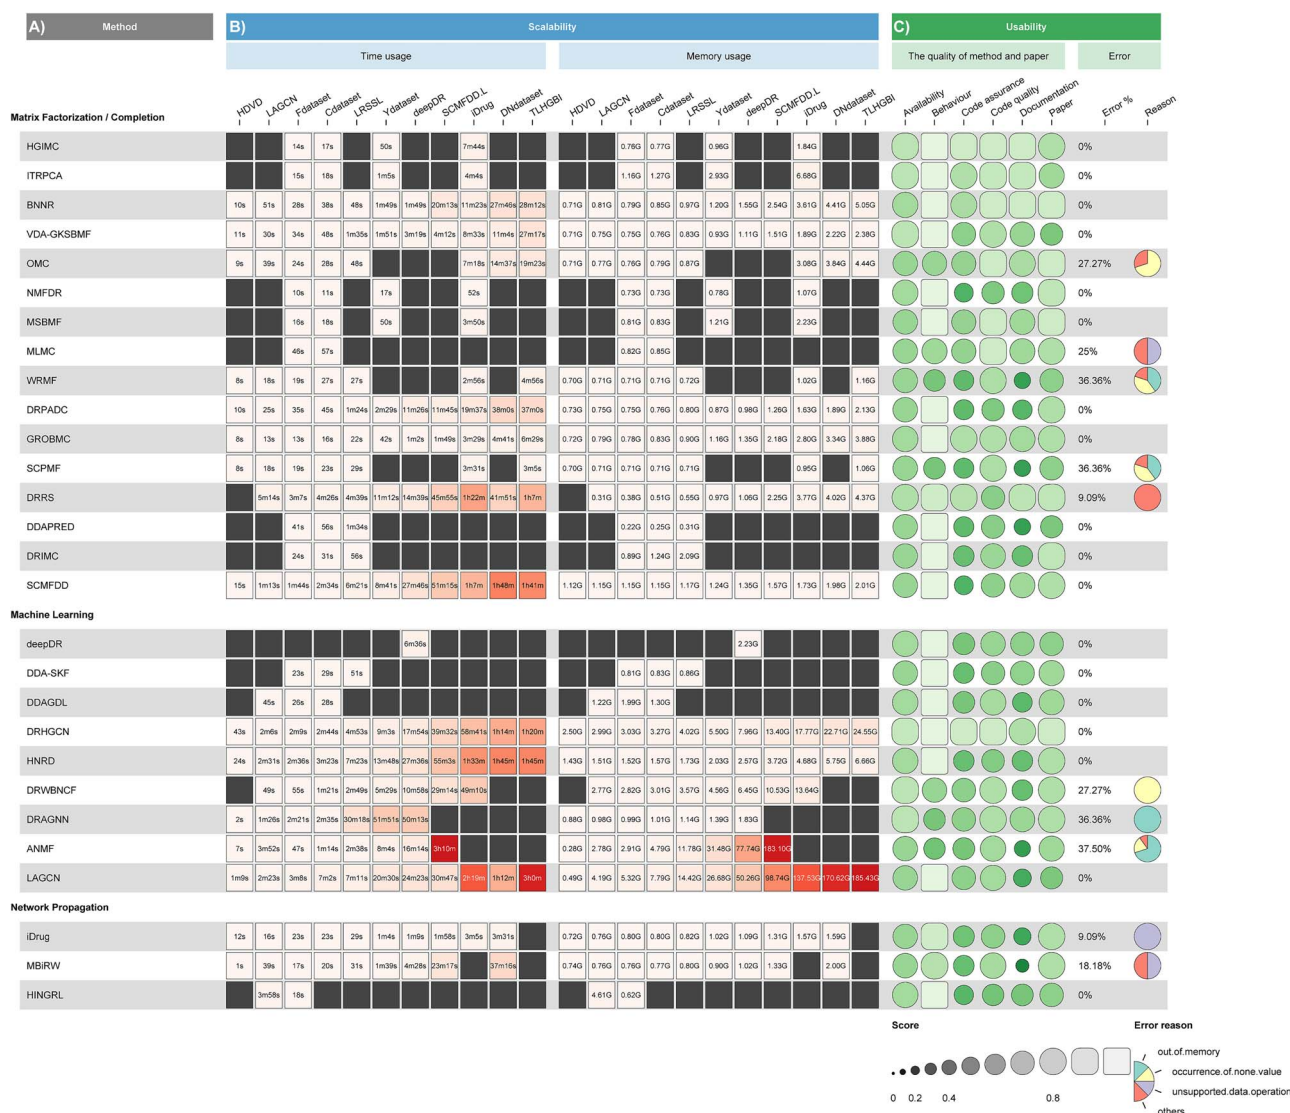 A) Method B) Scalability C) Usability
Time usage Memory usage The quality of method and paper Error
HDVD LAGCN Fdataset Cdataset LRSSL Ydataset deepDR SCMFDD.L iDrug DNdataset TLHGBI HDVD LAGCN Fdataset Cdataset LRSSL Ydataset deepDR SCMFDD.L iDrug DNdataset TLHGBI Availability Behaviour Code assurance Code quality Documentation Paper Error % Reason
Matrix Factorization / Completion
HGIMC 14s 17s 50s 7m44s 0.76G 0.77G 0.96G 1.84G 0%
ITRPCA 15s 18s 1m5s 4m4s 1.16G 1.27G 2.93G 6.68G 0%
BNNR 10s 51s 28s 38s 48s 1m49s 1m49s 20m13s 11m23s 27m46s 28m12s 0.71G 0.81G 0.79G 0.85G 0.97G 1.20G 1.55G 2.54G 3.61G 4.41G 5.05G 0%
VDA-GKSBMF 11s 30s 34s 48s 1m35s 1m51s 3m19s 4m12s 8m33s 11m4s 27m17s 0.71G 0.75G 0.75G 0.76G 0.83G 0.93G 1.11G 1.51G 1.89G 2.22G 2.38G 0%
OMC 9s 39s 24s 28s 48s 7m18s 14m37s 19m23s 0.71G 0.77G 0.76G 0.79G 0.87G 3.08G 3.84G 4.44G 27.27%
NMFDR 10s 11s 17s 52s 0.73G 0.73G 0.78G 1.07G 0%
MSBMF 16s 18s 50s 3m50s 0.81G 0.83G 1.21G 2.23G 0%
MLMC 46s 57s 0.82G 0.85G 25%
WRMF 8s 18s 19s 27s 27s 2m56s 4m56s 0.70G 0.71G 0.71G 0.71G 0.72G 1.02G 1.16G 36.36%
DRPADC 10s 25s 35s 45s 1m24s 2m29s 11m26s 11m45s 19m37s 38m0s 37m0s 0.73G 0.75G 0.75G 0.76G 0.80G 0.87G 0.98G 1.26G 1.63G 1.89G 2.13G 0%
GROBMC 8s 13s 13s 16s 22s 42s 1m2s 1m49s 3m29s 4m41s 6m29s 0.72G 0.79G 0.78G 0.83G 0.90G 1.16G 1.35G 2.18G 2.80G 3.34G 3.88G 0%
SCPMF 8s 18s 19s 23s 29s 3m31s 3m5s 0.70G 0.71G 0.71G 0.71G 0.71G 0.95G 1.06G 36.36%
DRRS 5m14s 3m7s 4m26s 4m39s 11m12s 14m39s 45m55s 1h22m 41m51s 1h7m 0.31G 0.38G 0.51G 0.55G 0.97G 1.06G 2.25G 3.77G 4.02G 4.37G 9.09%
DDAPRED 41s 56s 1m34s 0.22G 0.25G 0.31G 0%
DRIMC 24s 31s 56s 0.89G 1.24G 2.09G 0%
SCMFDD 15s 1m13s 1m44s 2m34s 6m21s 8m41s 27m46s 51m15s 1h7m 1h48m 1h41m 1.12G 1.15G 1.15G 1.15G 1.17G 1.24G 1.35G 1.57G 1.73G 1.98G 2.01G 0%
Machine Learning
deepDR 6m36s 2.23G 0%
DDA-SKF 23s 29s 51s 0.81G 0.83G 0.86G 0%
DDAGDL 45s 26s 28s 1.22G 1.99G 1.30G 0%
DRHGCN 43s 2m6s 2m9s 2m44s 4m53s 9m3s 17m54s 39m32s 58m41s 1h14m 1h20m 2.50G 2.99G 3.03G 3.27G 4.02G 5.50G 7.96G 13.40G 17.77G 22.71G 24.55G 0%
HNRD 24s 2m31s 2m36s 3m23s 7m23s 13m48s 27m36s 55m3s 1h33m 1h45m 1h45m 1.43G 1.51G 1.52G 1.57G 1.73G 2.03G 2.57G 3.72G 4.68G 5.75G 6.66G 0%
DRWBNCF 49s 55s 1m21s 2m49s 5m29s 10m58s 29m14s 49m10s 2.77G 2.82G 3.01G 3.57G 4.56G 6.45G 10.53G 13.64G 27.27%
DRAGNN 2s 1m26s 2m21s 2m35s 30m18s 51m51s 50m13s 0.88G 0.98G 0.99G 1.01G 1.14G 1.39G 1.83G 36.36%
ANMF 7s 3m52s 47s 1m14s 2m38s 8m4s 16m14s 3h10m 0.28G 2.78G 2.91G 4.79G 11.78G 31.48G 77.74G 183.10G 37.50%
LAGCN 1m9s 2m23s 3m8s 7m2s 7m11s 20m30s 24m23s 30m47s 2h19m 1h12m 3h0m 0.49G 4.19G 5.32G 7.79G 14.42G 26.68G 50.26G 98.74G 137.53G 170.62G 185.43G 0%
Network Propagation
iDrug 12s 16s 23s 23s 29s 1m4s 1m9s 1m58s 3m5s 3m31s 0.72G 0.76G 0.80G 0.80G 0.82G 1.02G 1.09G 1.31G 1.57G 1.59G 9.09%
MBiRW 1s 39s 17s 20s 31s 1m39s 4m28s 23m17s 37m16s 0.74G 0.76G 0.76G 0.77G 0.80G 0.90G 1.02G 1.33G 2.00G 18.18%
HINGRL 3m58s 18s 4.61G 0.62G 0%
Score Error reason
out.of.memory
occurrence.of.none.value
unsupported.data.operation
others
0 0.2 0.4 0.8